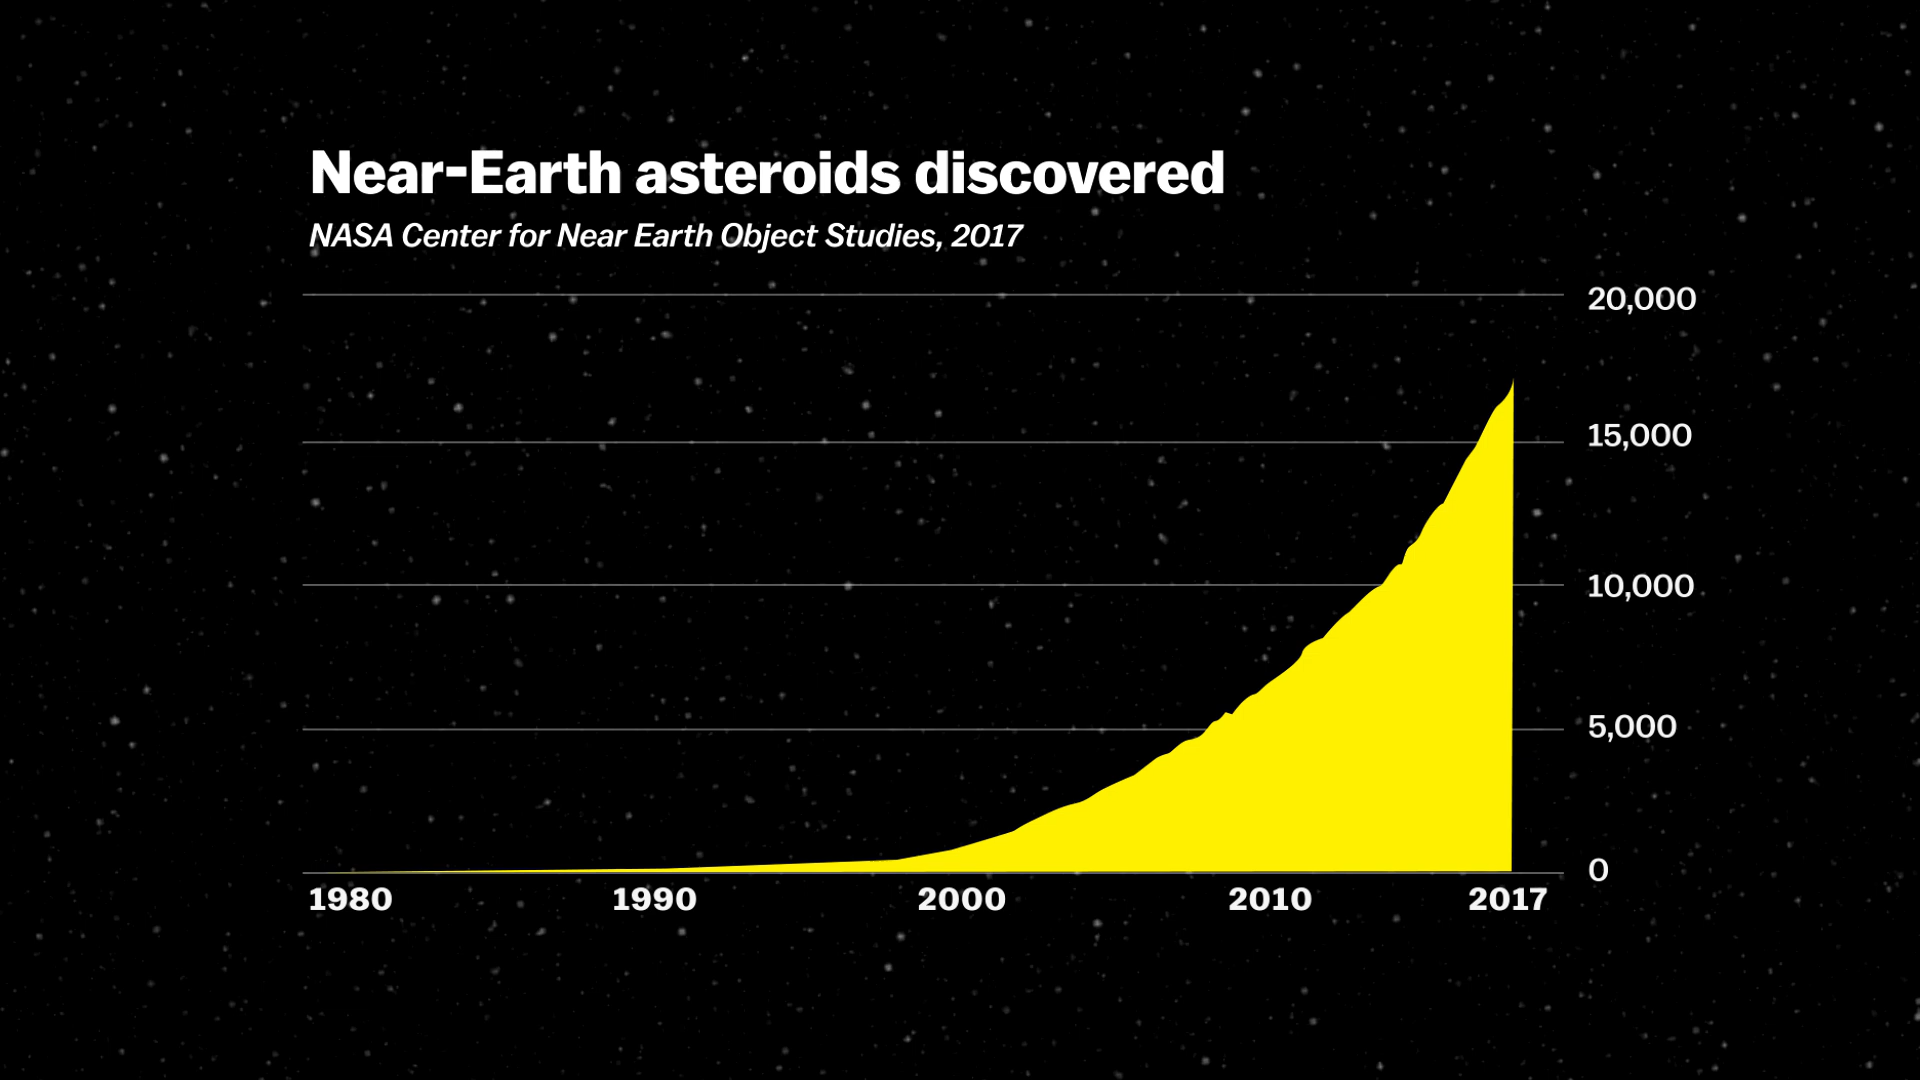 Near-Earth asteroids discovered
NASA Center for Near Earth Object Studies, 2017
20,000
15,000
10,000
5,000
0
1980 1990 2000 2010 2017